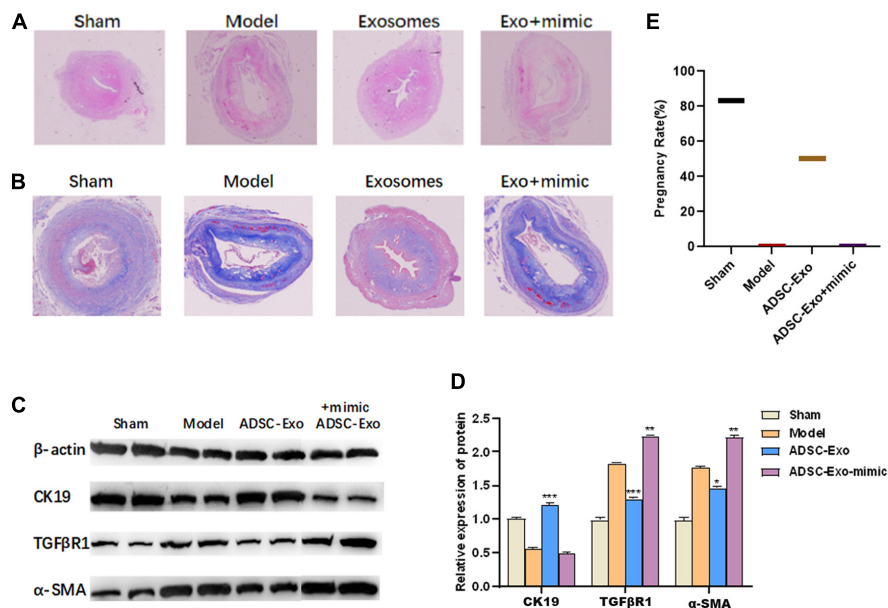 A
Sham Model Exosomes Exo+mimic
B
Sham Model Exosomes Exo+mimic
C
Sham Model ADSC-Exo +mimic
ADSC-Exo
β-actin
CK19
TGFβR1
α-SMA
D
Relative expression of protein
2.5
2.0
1.5
1.0
0.5
0.0
*** *** ** * **
CK19 TGFβR1 α-SMA
Sham
Model
ADSC-Exo
ADSC-Exo-mimic
E
Pregnancy Rate(%)
100
80
60
40
20
0
Sham
Model
ADSC-Exo
ADSC-Exo+mimic